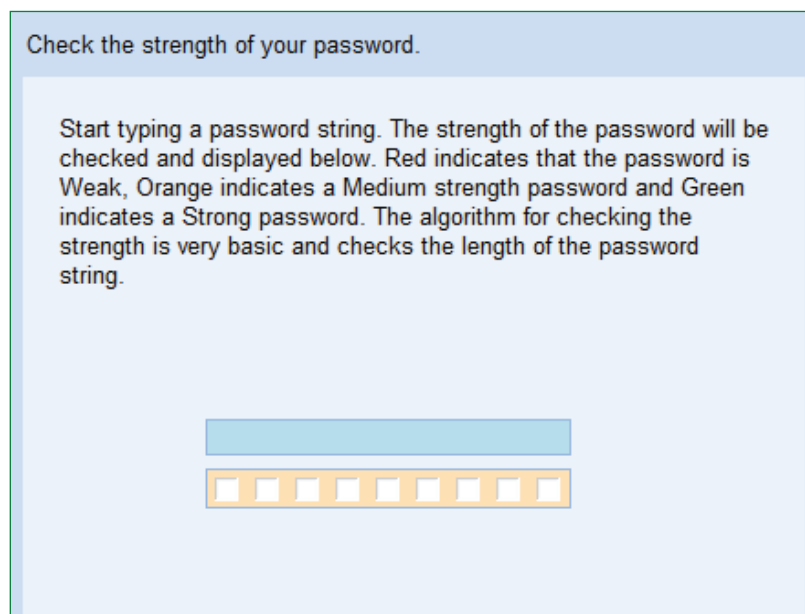 Check the strength of your password.
Start typing a password string. The strength of the password will be
checked and displayed below. Red indicates that the password is
Weak, Orange indicates a Medium strength password and Green
indicates a Strong password. The algorithm for checking the
strength is very basic and checks the length of the password
string.